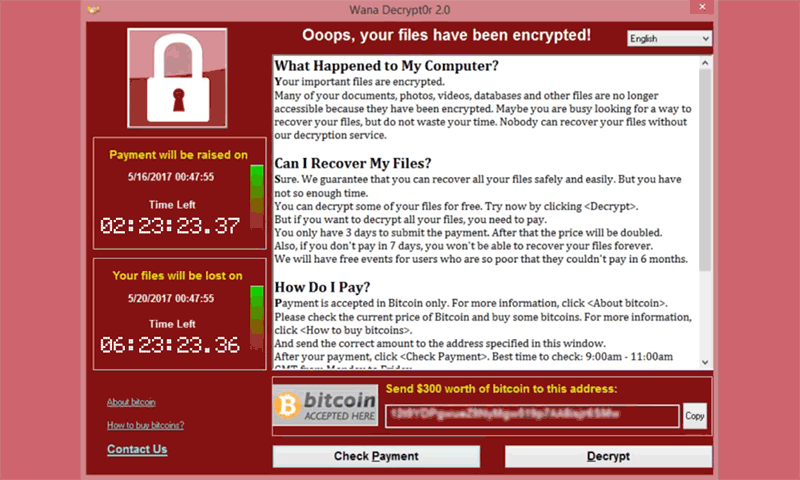 Wana Decrypt0r 2.0
Ooops, your files have been encrypted!
English
What Happened to My Computer?
Your important files are encrypted.
Many of your documents, photos, videos, databases and other files are no longer
accessible because they have been encrypted. Maybe you are busy looking for a way to
recover your files, but do not waste your time. Nobody can recover your files without
our decryption service.
Can I Recover My Files?
Sure. We guarantee that you can recover all your files safely and easily. But you have
not so enough time.
You can decrypt some of your files for free. Try now by clicking <Decrypt>.
But if you want to decrypt all your files, you need to pay.
You only have 3 days to submit the payment. After that the price will be doubled.
Also, if you don't pay in 7 days, you won't be able to recover your files forever.
We will have free events for users who are so poor that they couldn't pay in 6 months.
How Do I Pay?
Payment is accepted in Bitcoin only. For more information, click <About bitcoin>.
Please check the current price of Bitcoin and buy some bitcoins. For more information,
click <How to buy bitcoins>.
And send the correct amount to the address specified in this window.
After your payment, click <Check Payment>. Best time to check: 9:00am - 11:00am
GMT from Monday to Friday
Payment will be raised on
5/16/2017 00:47:55
Time Left
02:23:23.37
Your files will be lost on
5/20/2017 00:47:55
Time Left
06:23:23.36
About bitcoin
How to buy bitcoins?
Contact Us
bitcoin
ACCEPTED HERE
Send $300 worth of bitcoin to this address:
Copy
Check Payment
Decrypt